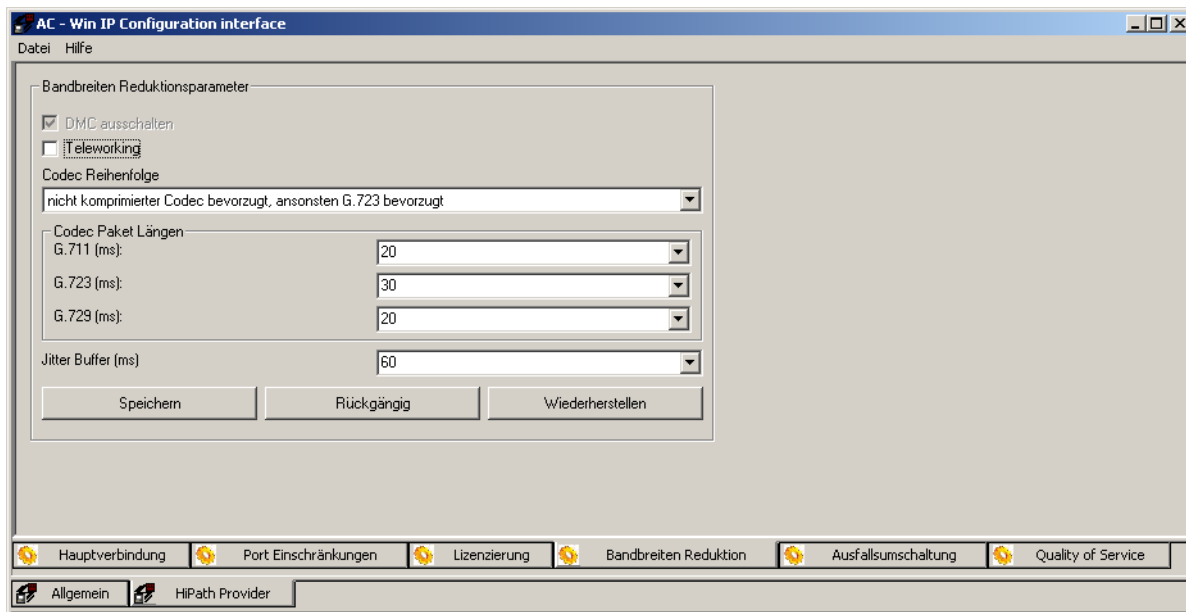 AC - Win IP Configuration interface
Datei Hilfe
Bandbreiten Reduktionsparameter
DMC ausschalten
Teleworking
Codec Reihenfolge
nicht komprimierter Codec bevorzugt, ansonsten G.723 bevorzugt
Codec Paket Längen
G.711 (ms): 20
G.723 (ms): 30
G.729 (ms): 20
Jitter Buffer (ms) 60
Speichern Rückgängig Wiederherstellen
Hauptverbindung Port Einschränkungen Lizenzierung Bandbreiten Reduktion Ausfallsumschaltung Quality of Service
Allgemein HiPath Provider